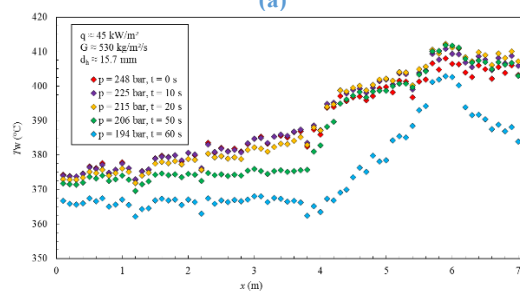 (a)
q ≈ 45 kW/m²
G ≈ 530 kg/m²/s
dₕ ≈ 15.7 mm
p = 248 bar, t = 0 s
p = 225 bar, t = 10 s
p = 215 bar, t = 20 s
p = 206 bar, t = 50 s
p = 194 bar, t = 60 s
420
410
400
390
380
370
360
350
Tw (°C)
0 1 2 3 4 5 6 7
x (m)